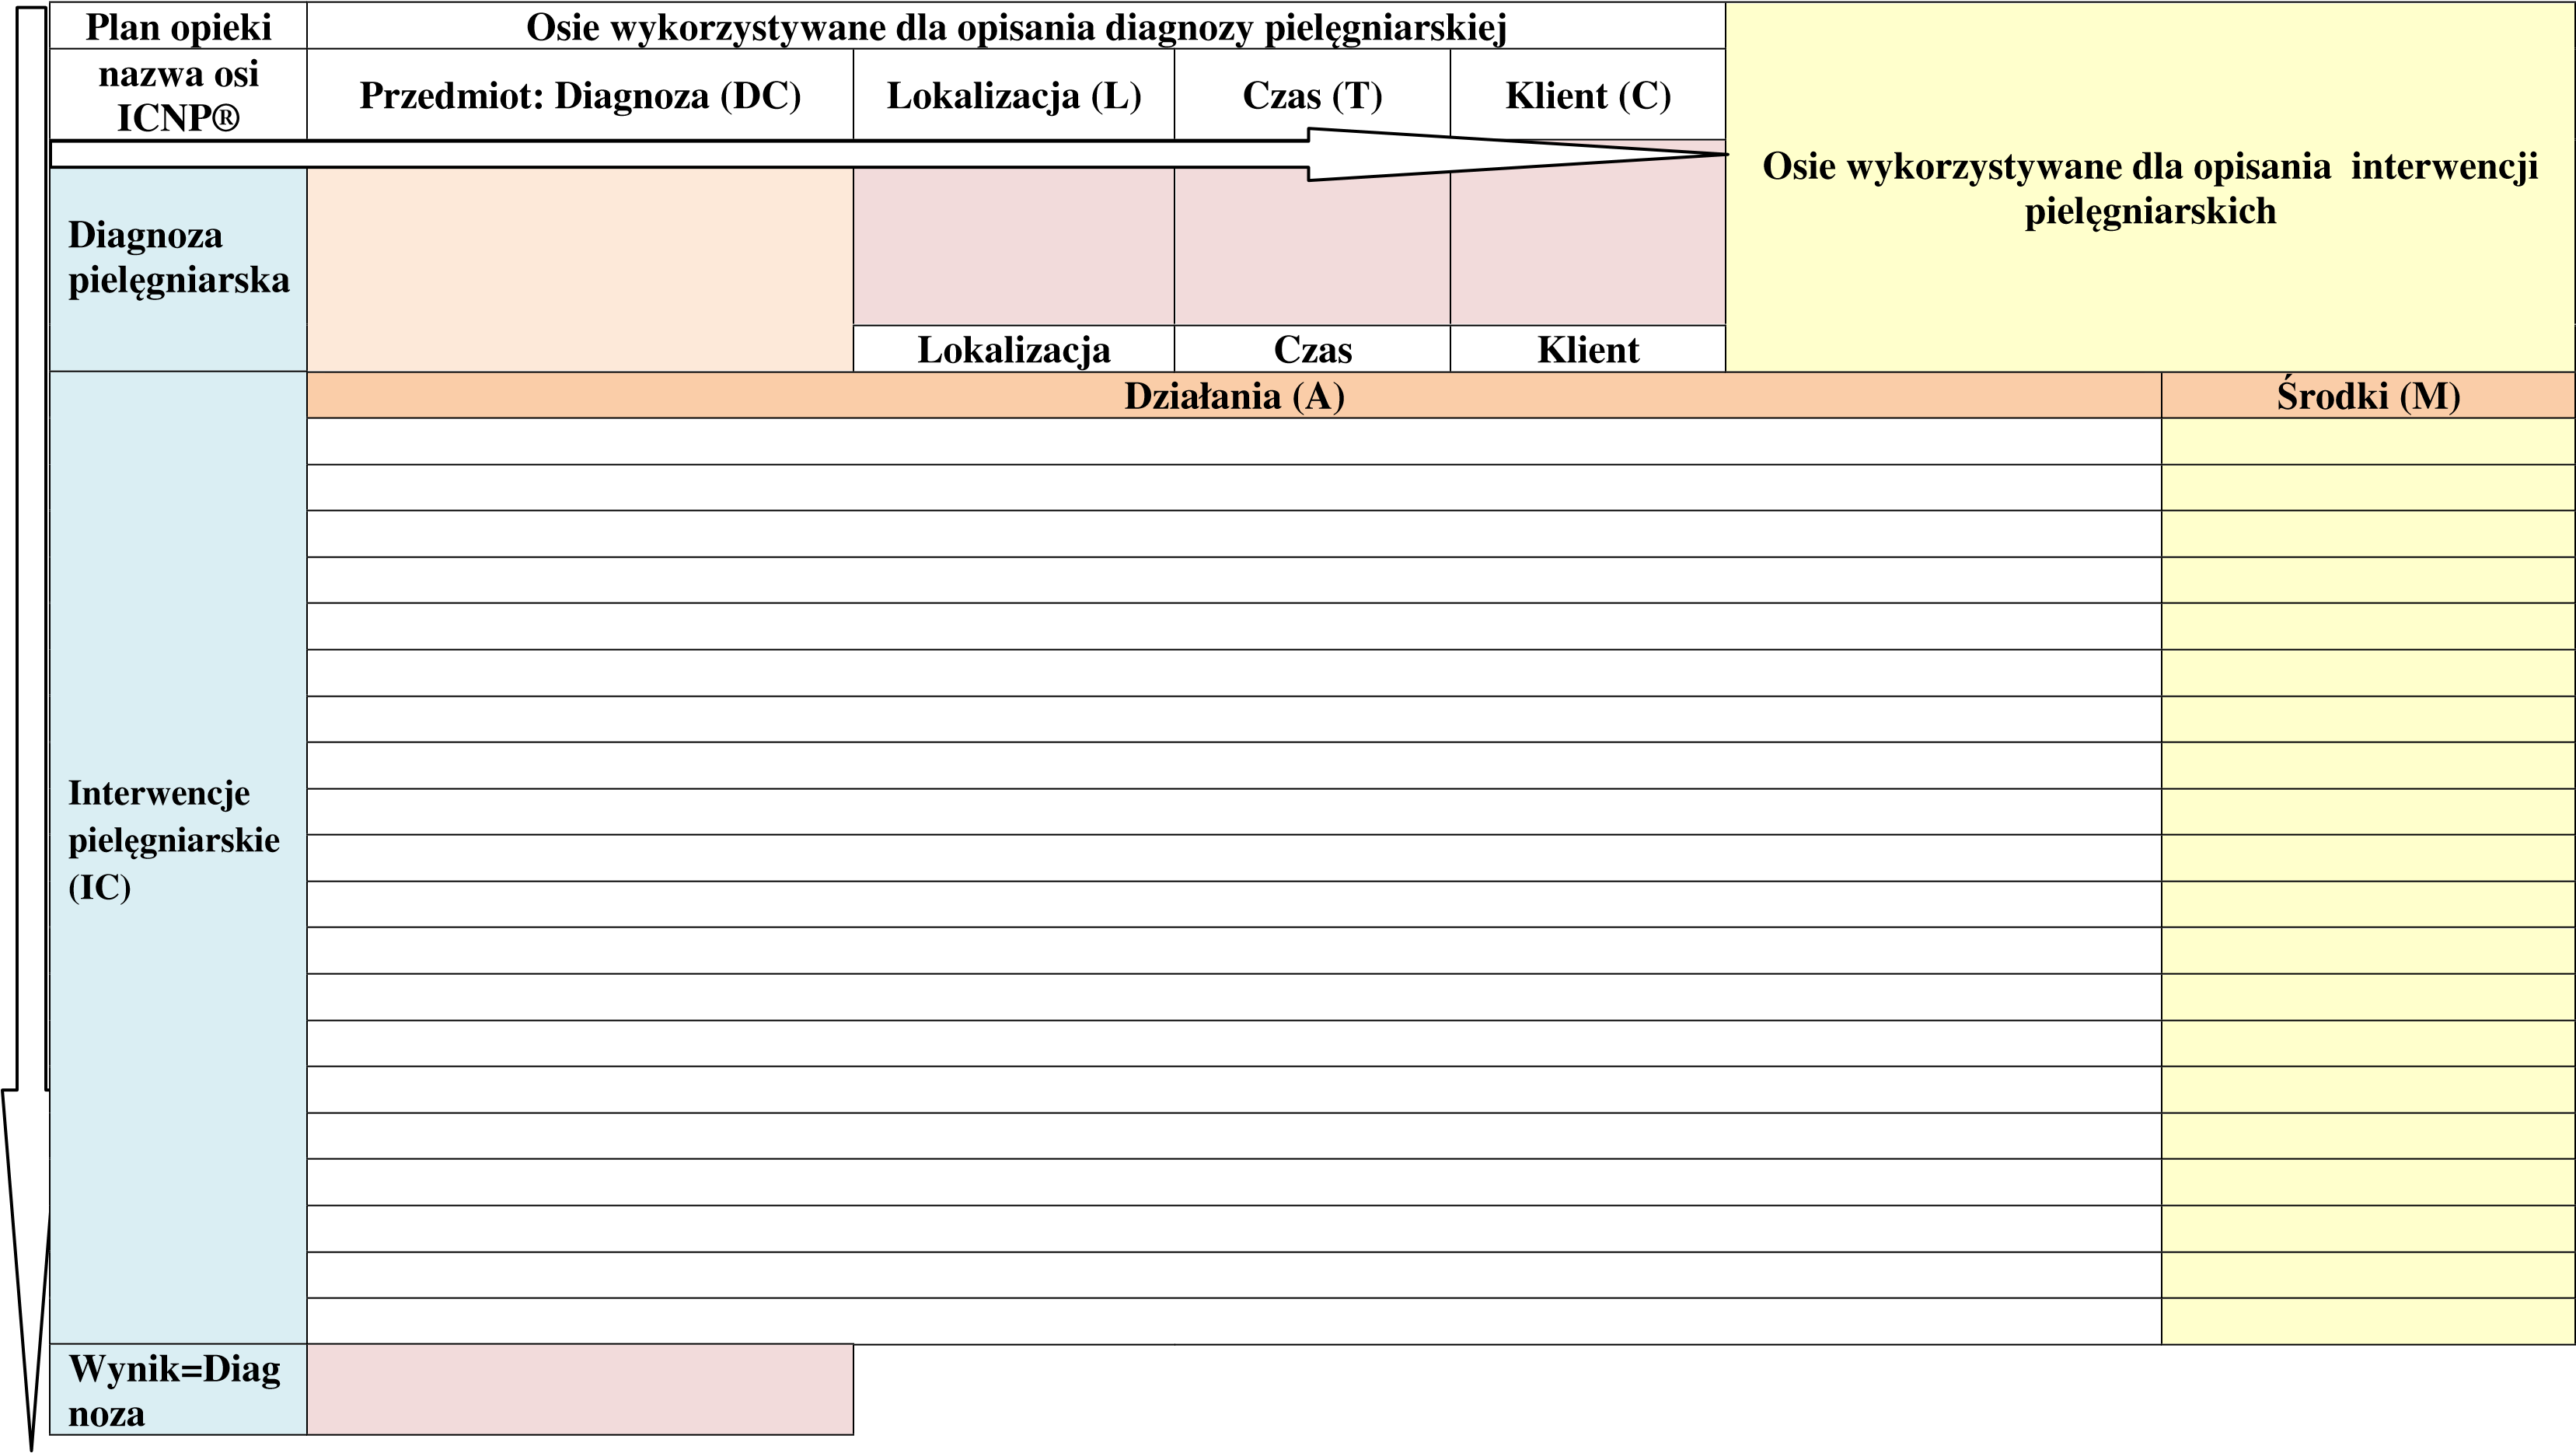 Plan opieki
Osie wykorzystywane dla opisania diagnozy pielęgniarskiej
nazwa osi
ICNP®
Przedmiot: Diagnoza (DC)
Lokalizacja (L)
Czas (T)
Klient (C)
Osie wykorzystywane dla opisania interwencji
pielęgniarskich
Diagnoza
pielęgniarska
Lokalizacja
Czas
Klient
Działania (A)
Środki (M)
Interwencje
pielęgniarskie
(IC)
Wynik=Diag
noza